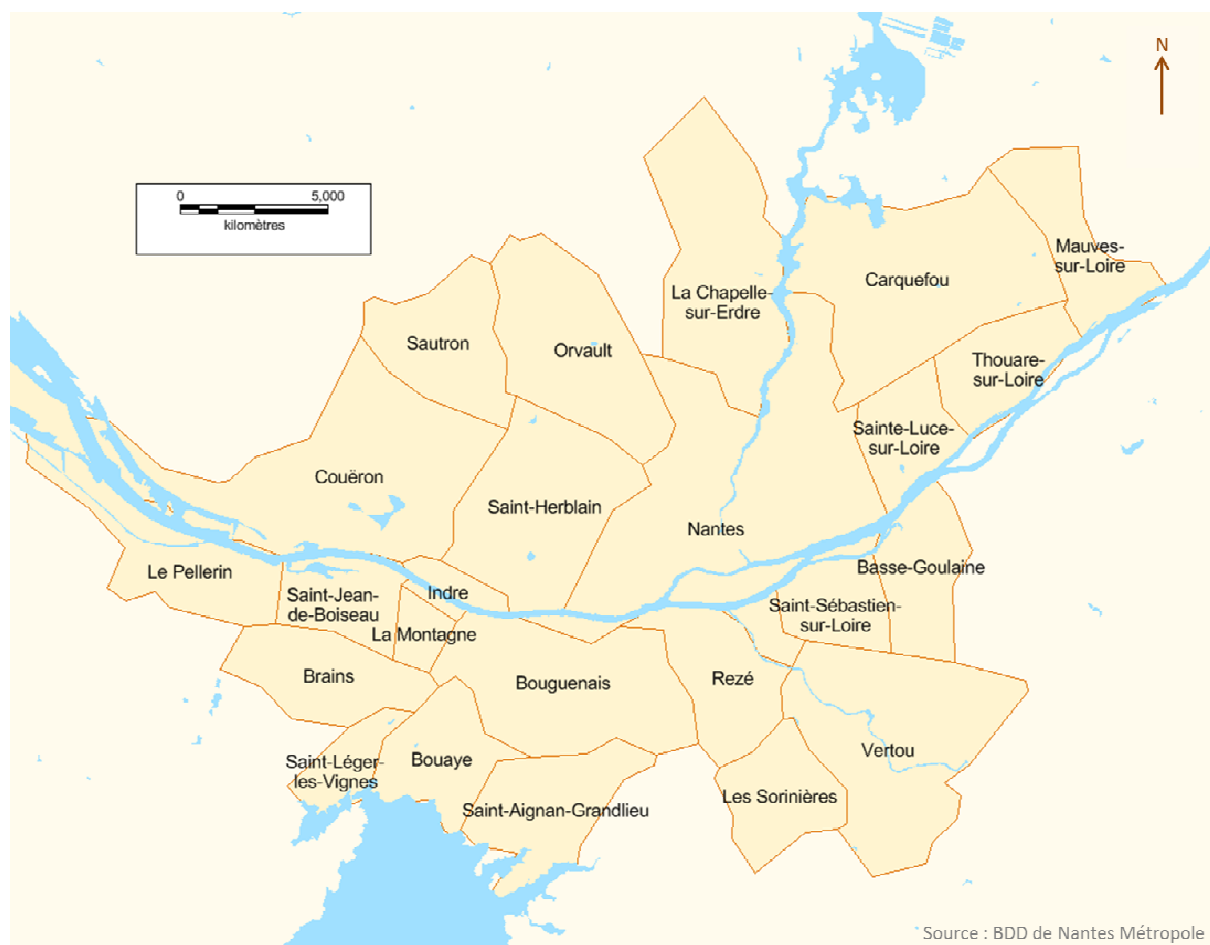 N
0 5,000
kilomètres
Mauves-
sur-Loire
Carquefou
La Chapelle-
sur-Erdre
Sautron
Orvault
Thouare-
sur-Loire
Sainte-Luce-
sur-Loire
Couëron
Saint-Herblain
Nantes
Basse-Goulaine
Le Pellerin
Indre
Saint-Jean-
de-Boiseau
Saint-Sébastien-
sur-Loire
La Montagne
Brains
Bouguenais
Rezé
Vertou
Saint-Léger-
les-Vignes
Bouaye
Les Sorinières
Saint-Aignan-Grandlieu
Source : BDD de Nantes Métropole